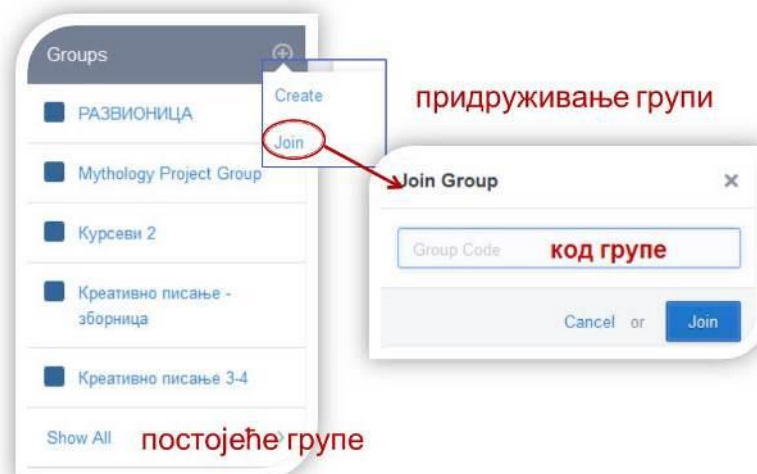 Groups
Create
Join
РАЗВИОНИЦА
Mythology Project Group
Курсеви 2
Креативно писање -
зборница
Креативно писање 3-4
Show All
постојеће групе
придруживање групи
Join Group
Group Code
код групе
Cancel or Join